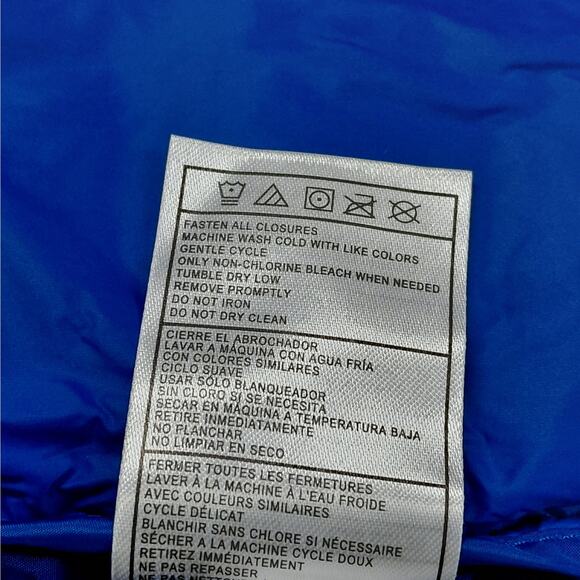 FASTEN ALL CLOSURES
MACHINE WASH COLD WITH LIKE COLORS
GENTLE CYCLE
ONLY NON-CHLORINE BLEACH WHEN NEEDED
TUMBLE DRY LOW
REMOVE PROMPTLY
DO NOT IRON
DO NOT DRY CLEAN
CIERRE EL ABROCHADOR
LAVAR A MÁQUINA CON AGUA FRÍA
CON COLORES SIMILARES
CICLO SUAVE
USAR SÓLO BLANQUEADOR
SIN CLORO SI SE NECESITA
SECAR EN MÁQUINA A TEMPERATURA BAJA
RETIRE INMEDIATAMENTE
NO PLANCHAR
NO LIMPIAR EN SECO
FERMER TOUTES LES FERMETURES
LAVER À LA MACHINE À L'EAU FROIDE
AVEC COULEURS SIMILAIRES
CYCLE DÉLICAT
BLANCHIR SANS CHLORE SI NÉCESSAIRE
SÉCHER A LA MACHINE CYCLE DOUX
RETIREZ IMMÉDIATEMENT
NE PAS REPASSER
NE PAS NETTOYER